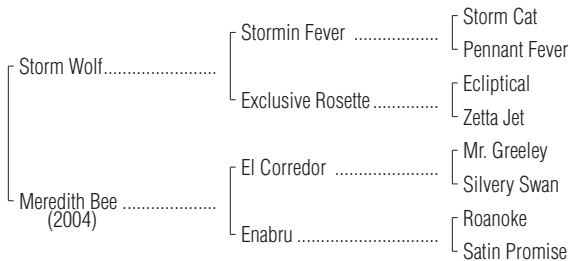 Storm Cat
Stormin Fever ..................
Pennant Fever
Storm Wolf........................
Ecliptical
Exclusive Rosette..............
Zetta Jet
Mr. Greeley
El Corredor ......................
Silvery Swan
Meredith Bee ....................
(2004)
Roanoke
Enabru ..............................
Satin Promise